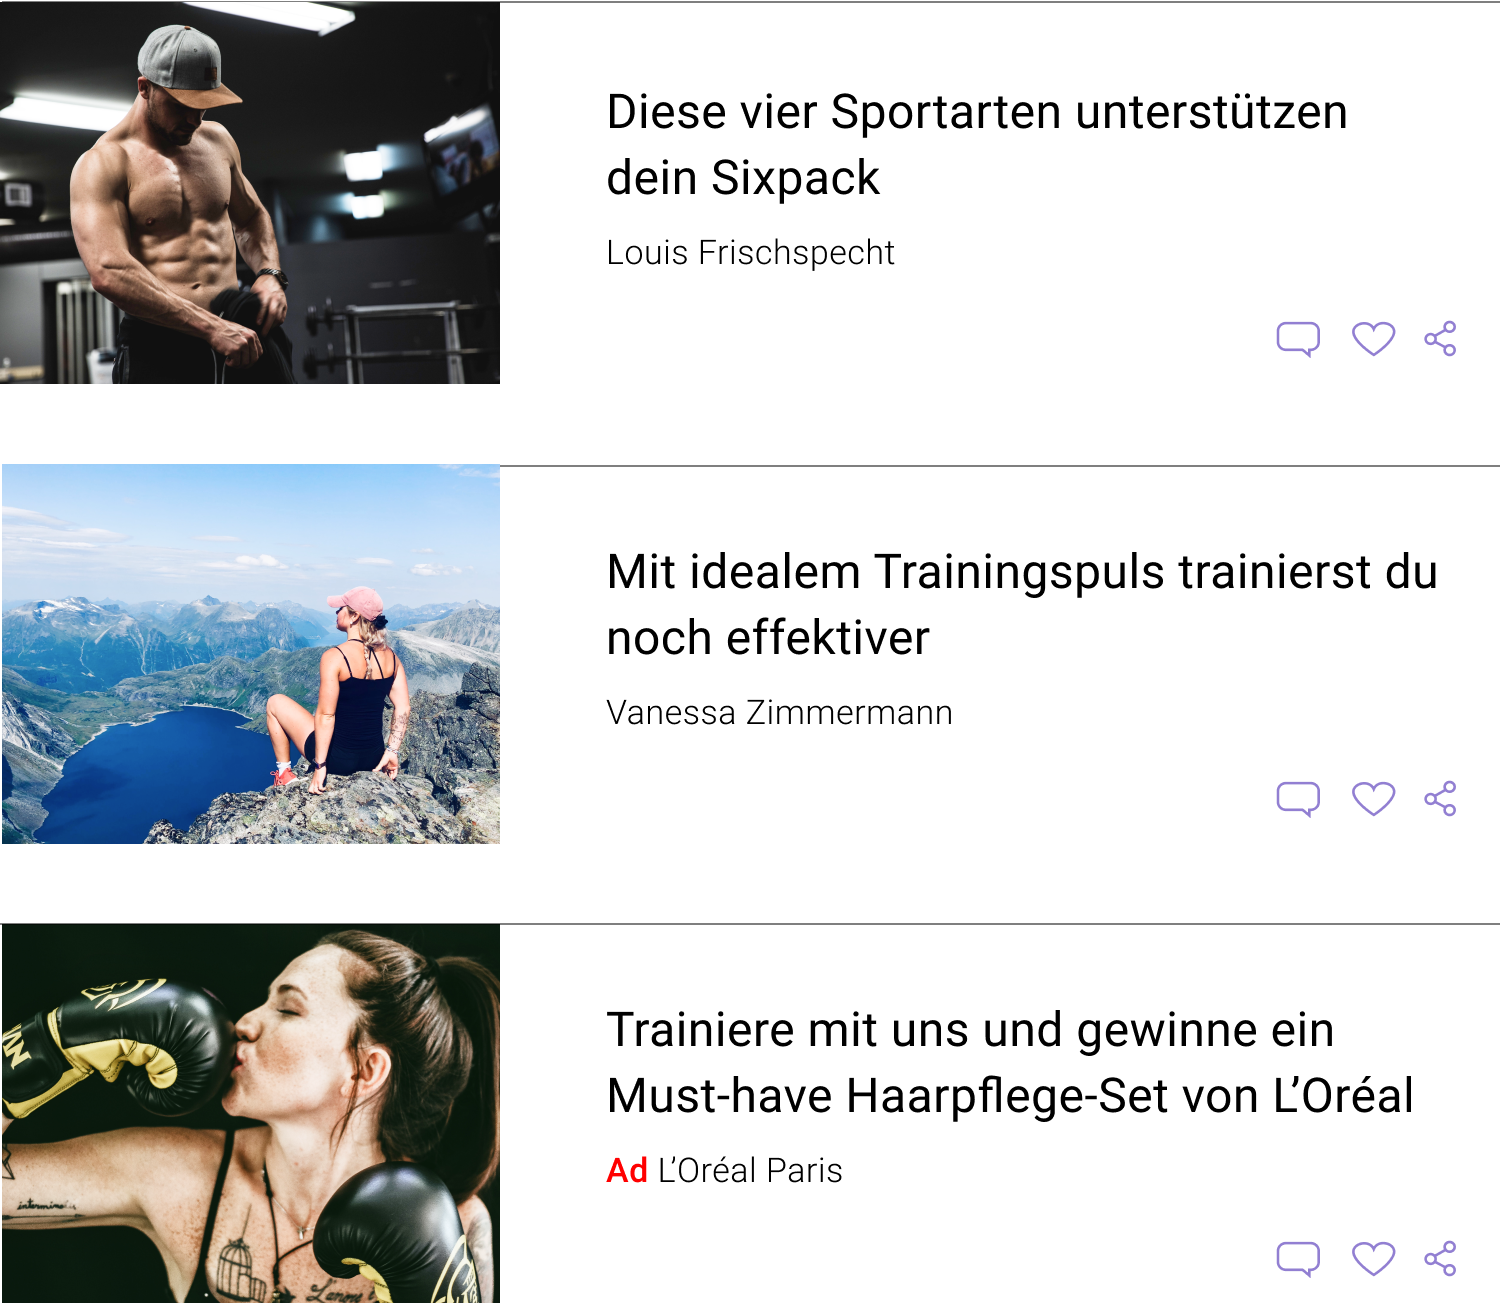 Diese vier Sportarten unterstützen
dein Sixpack
Louis Frischspecht
Mit idealem Trainingspuls trainierst du
noch effektiver
Vanessa Zimmermann
Trainiere mit uns und gewinne ein
Must-have Haarpflege-Set von L’Oréal
Ad L’Oréal Paris